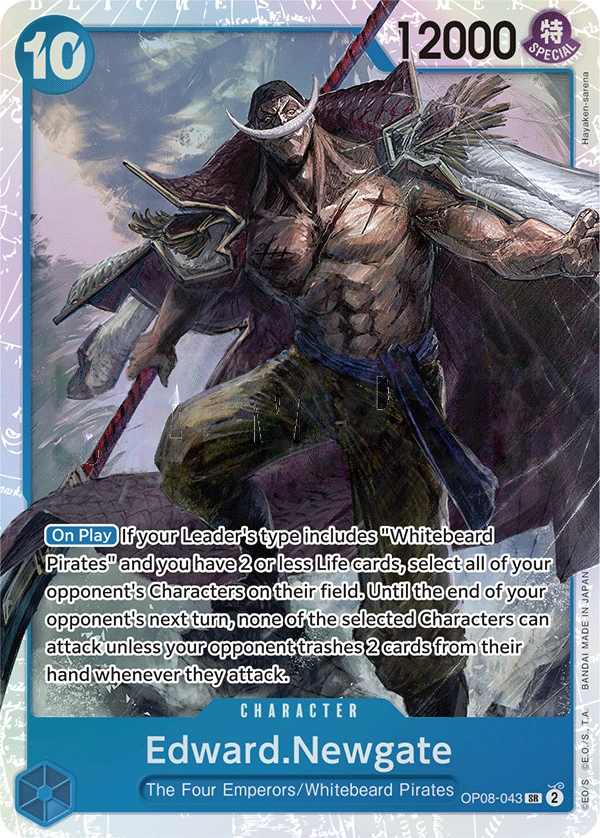 10
12000
特
SPECIAL
Hayaken-sarena
On Play If your Leader's type includes "Whitebeard
Pirates" and you have 2 or less Life cards, select all of your
opponent's Characters on their field. Until the end of your
opponent's next turn, none of the selected Characters can
attack unless your opponent trashes 2 cards from their
hand whenever they attack.
CHARACTER
Edward.Newgate
The Four Emperors/Whitebeard Pirates
OP08-043 SR 2
©E.O/S ©E.O./S., T.A. BANDAI MADE IN JAPAN